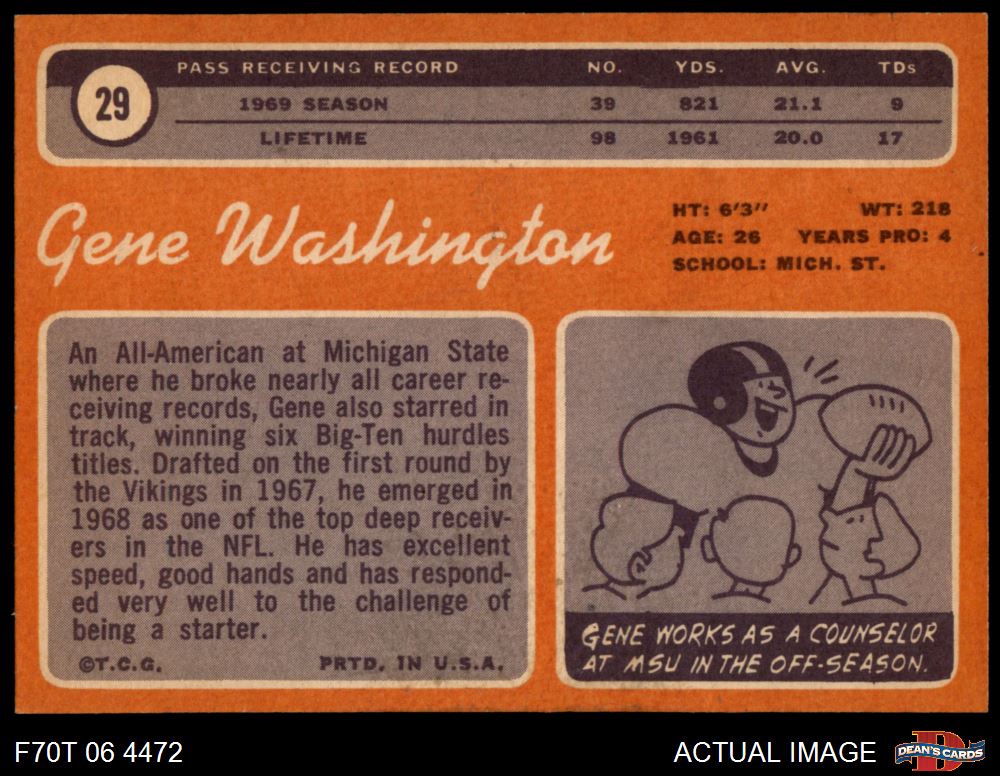 29
PASS RECEIVING RECORD NO. YDS. AVG. TDs
1969 SEASON 39 821 21.1 9
LIFETIME 98 1961 20.0 17
Gene Washington
HT: 6'3" WT: 218
AGE: 26 YEARS PRO: 4
SCHOOL: MICH. ST.
An All-American at Michigan State
where he broke nearly all career re-
ceiving records, Gene also starred in
track, winning six Big-Ten hurdles
titles. Drafted on the first round by
the Vikings in 1967, he emerged in
1968 as one of the top deep receiv-
ers in the NFL. He has excellent
speed, good hands and has respond-
ed very well to the challenge of
being a starter.
©T.C.G. PRTD. IN U.S.A.
GENE WORKS AS A COUNSELOR
AT MSU IN THE OFF-SEASON.
F70T 06 4472
ACTUAL IMAGE
DEAN'S CARDS